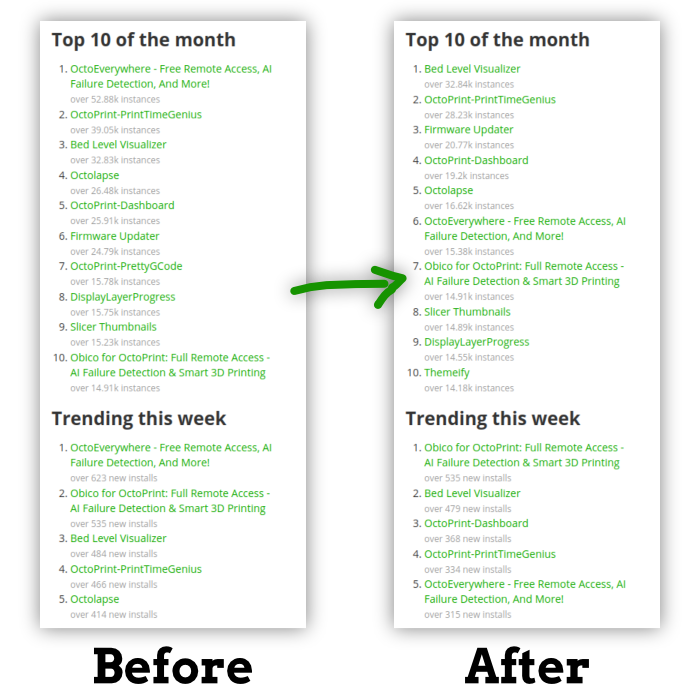 Top 10 of the month
1. OctoEverywhere - Free Remote Access, AI
Failure Detection, And More!
over 52.88k instances
2. OctoPrint-PrintTimeGenius
over 39.05k instances
3. Bed Level Visualizer
over 32.83k instances
4. Octolapse
over 26.48k instances
5. OctoPrint-Dashboard
over 25.91k instances
6. Firmware Updater
over 24.79k instances
7. OctoPrint-PrettyGCode
over 15.78k instances
8. DisplayLayerProgress
over 15.75k instances
9. Slicer Thumbnails
over 15.23k instances
10. Obico for OctoPrint: Full Remote Access -
AI Failure Detection & Smart 3D Printing
over 14.91k instances
Trending this week
1. OctoEverywhere - Free Remote Access, AI
Failure Detection, And More!
over 623 new installs
2. Obico for OctoPrint: Full Remote Access -
AI Failure Detection & Smart 3D Printing
over 535 new installs
3. Bed Level Visualizer
over 484 new installs
4. OctoPrint-PrintTimeGenius
over 466 new installs
5. Octolapse
over 414 new installs
Before
Top 10 of the month
1. Bed Level Visualizer
over 32.84k instances
2. OctoPrint-PrintTimeGenius
over 28.23k instances
3. Firmware Updater
over 20.77k instances
4. OctoPrint-Dashboard
over 19.2k instances
5. Octolapse
over 16.62k instances
6. OctoEverywhere - Free Remote Access, AI
Failure Detection, And More!
over 15.38k instances
7. Obico for OctoPrint: Full Remote Access -
AI Failure Detection & Smart 3D Printing
over 14.91k instances
8. Slicer Thumbnails
over 14.89k instances
9. DisplayLayerProgress
over 14.55k instances
10. Themeify
over 14.18k instances
Trending this week
1. Obico for OctoPrint: Full Remote Access -
AI Failure Detection & Smart 3D Printing
over 535 new installs
2. Bed Level Visualizer
over 479 new installs
3. OctoPrint-Dashboard
over 368 new installs
4. OctoPrint-PrintTimeGenius
over 334 new installs
5. OctoEverywhere - Free Remote Access, AI
Failure Detection, And More!
over 315 new installs
After